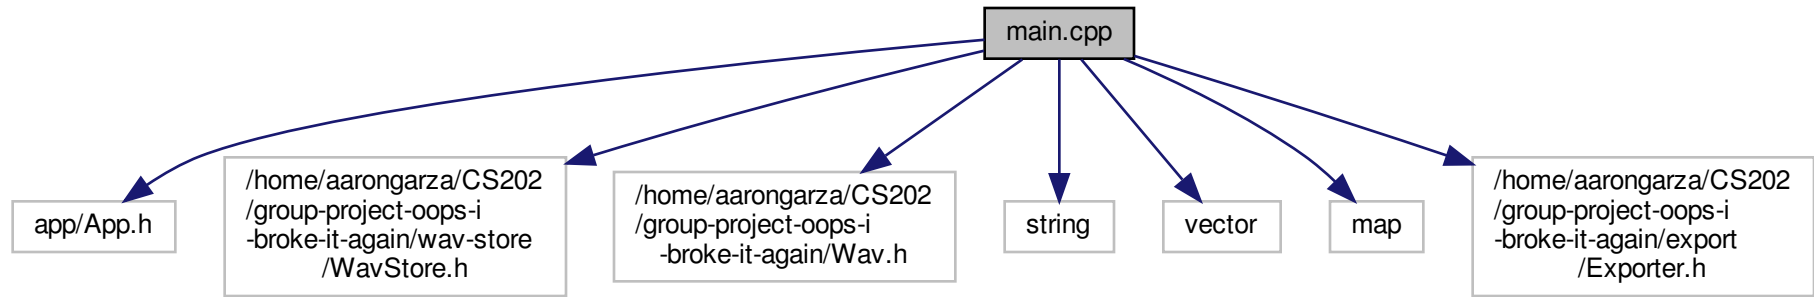 main.cpp
app/App.h
/home/aarongarza/CS202
/group-project-oops-i
-broke-it-again/wav-store
/WavStore.h
/home/aarongarza/CS202
/group-project-oops-i
-broke-it-again/Wav.h
string
vector
map
/home/aarongarza/CS202
/group-project-oops-i
-broke-it-again/export
/Exporter.h